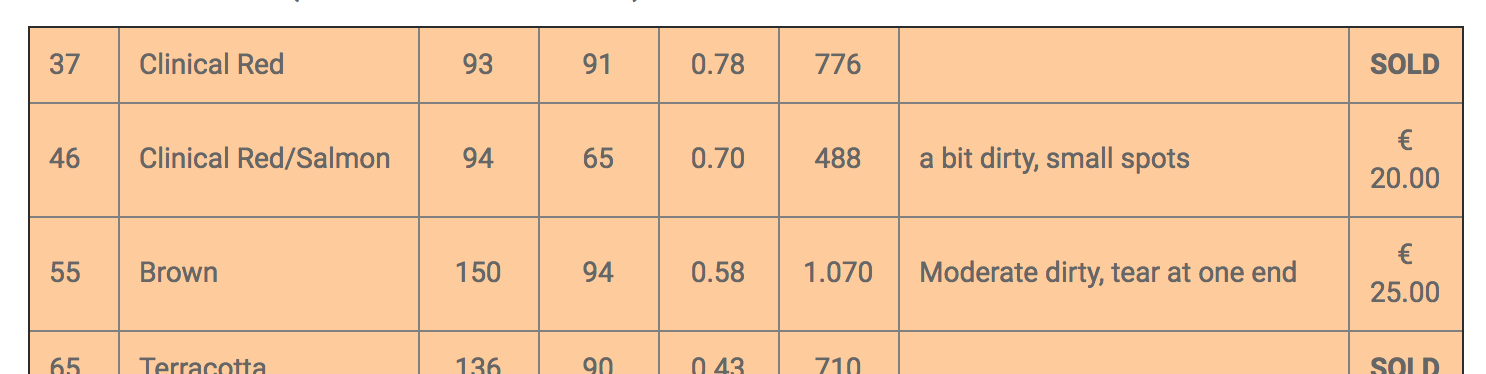 37 Clinical Red 93 91 0.78 776 SOLD
46 Clinical Red/Salmon 94 65 0.70 488 a bit dirty, small spots € 20.00
55 Brown 150 94 0.58 1.070 Moderate dirty, tear at one end € 25.00
65 Terracotta 136 90 0.43 710 SOLD